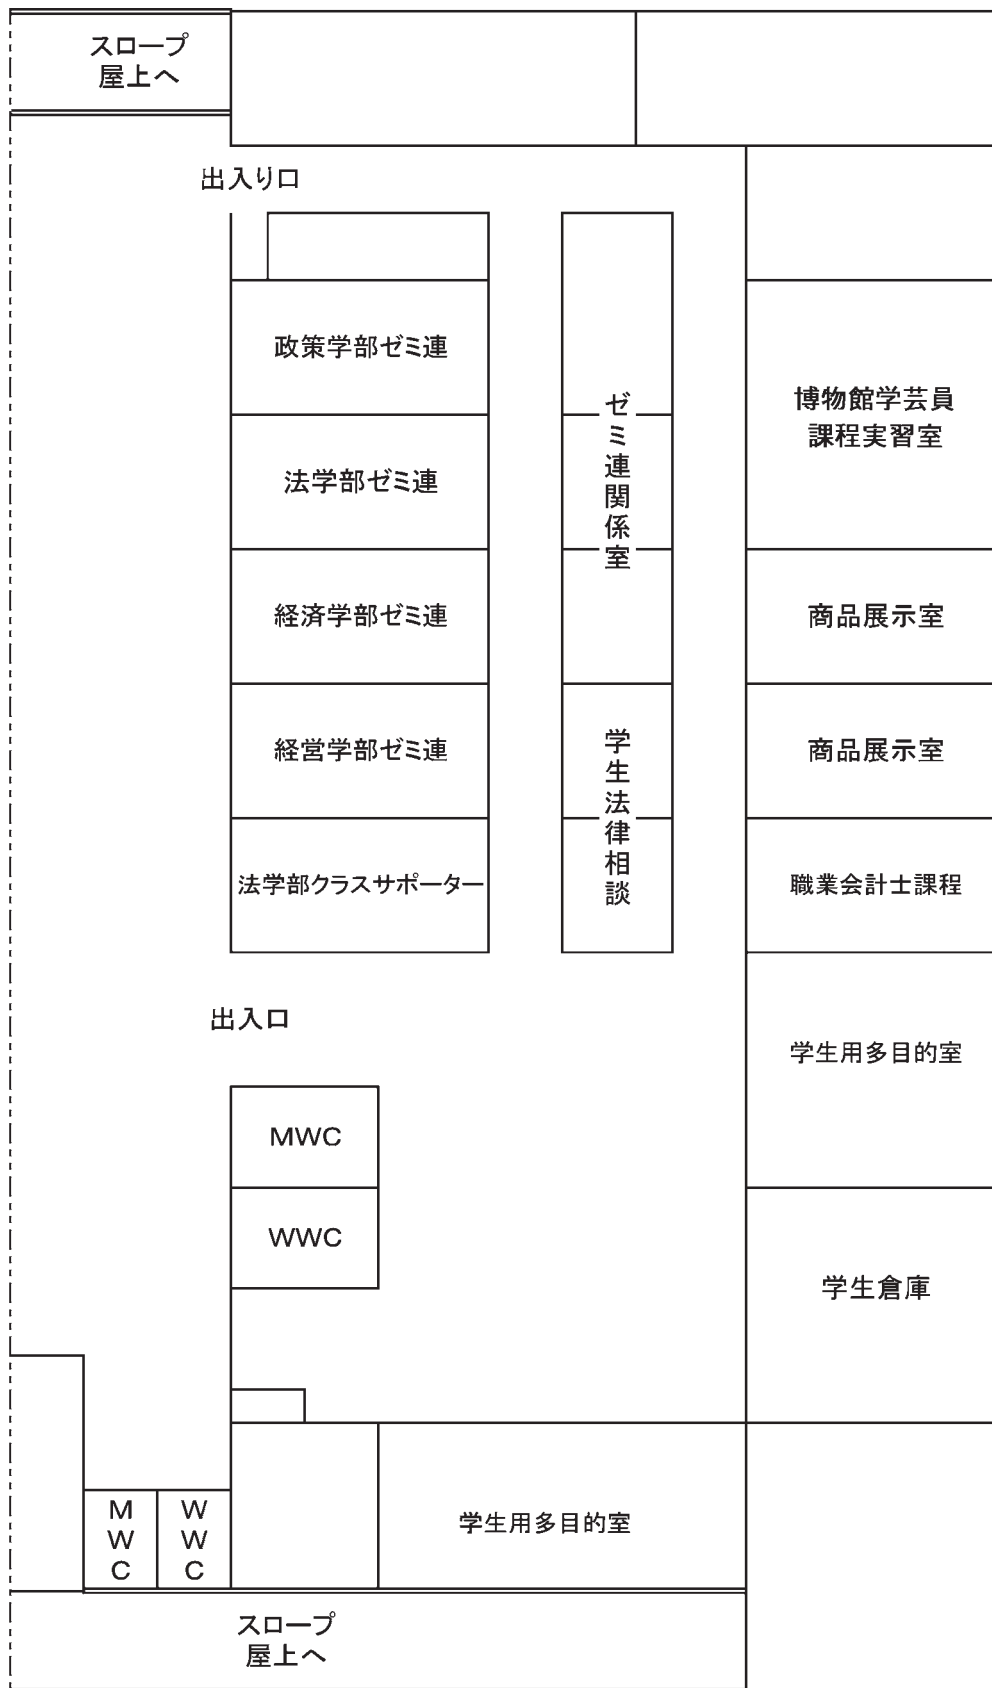 スロープ
屋上へ
出入り口
政策学部ゼミ連
法学部ゼミ連
経済学部ゼミ連
経営学部ゼミ連
法学部クラスサポーター
ゼミ連関係室
学生法律相談
博物館学芸員
課程実習室
商品展示室
商品展示室
職業会計士課程
出入口
学生用多目的室
MWC
WWC
学生倉庫
MWC
WWC
学生用多目的室
スロープ
屋上へ